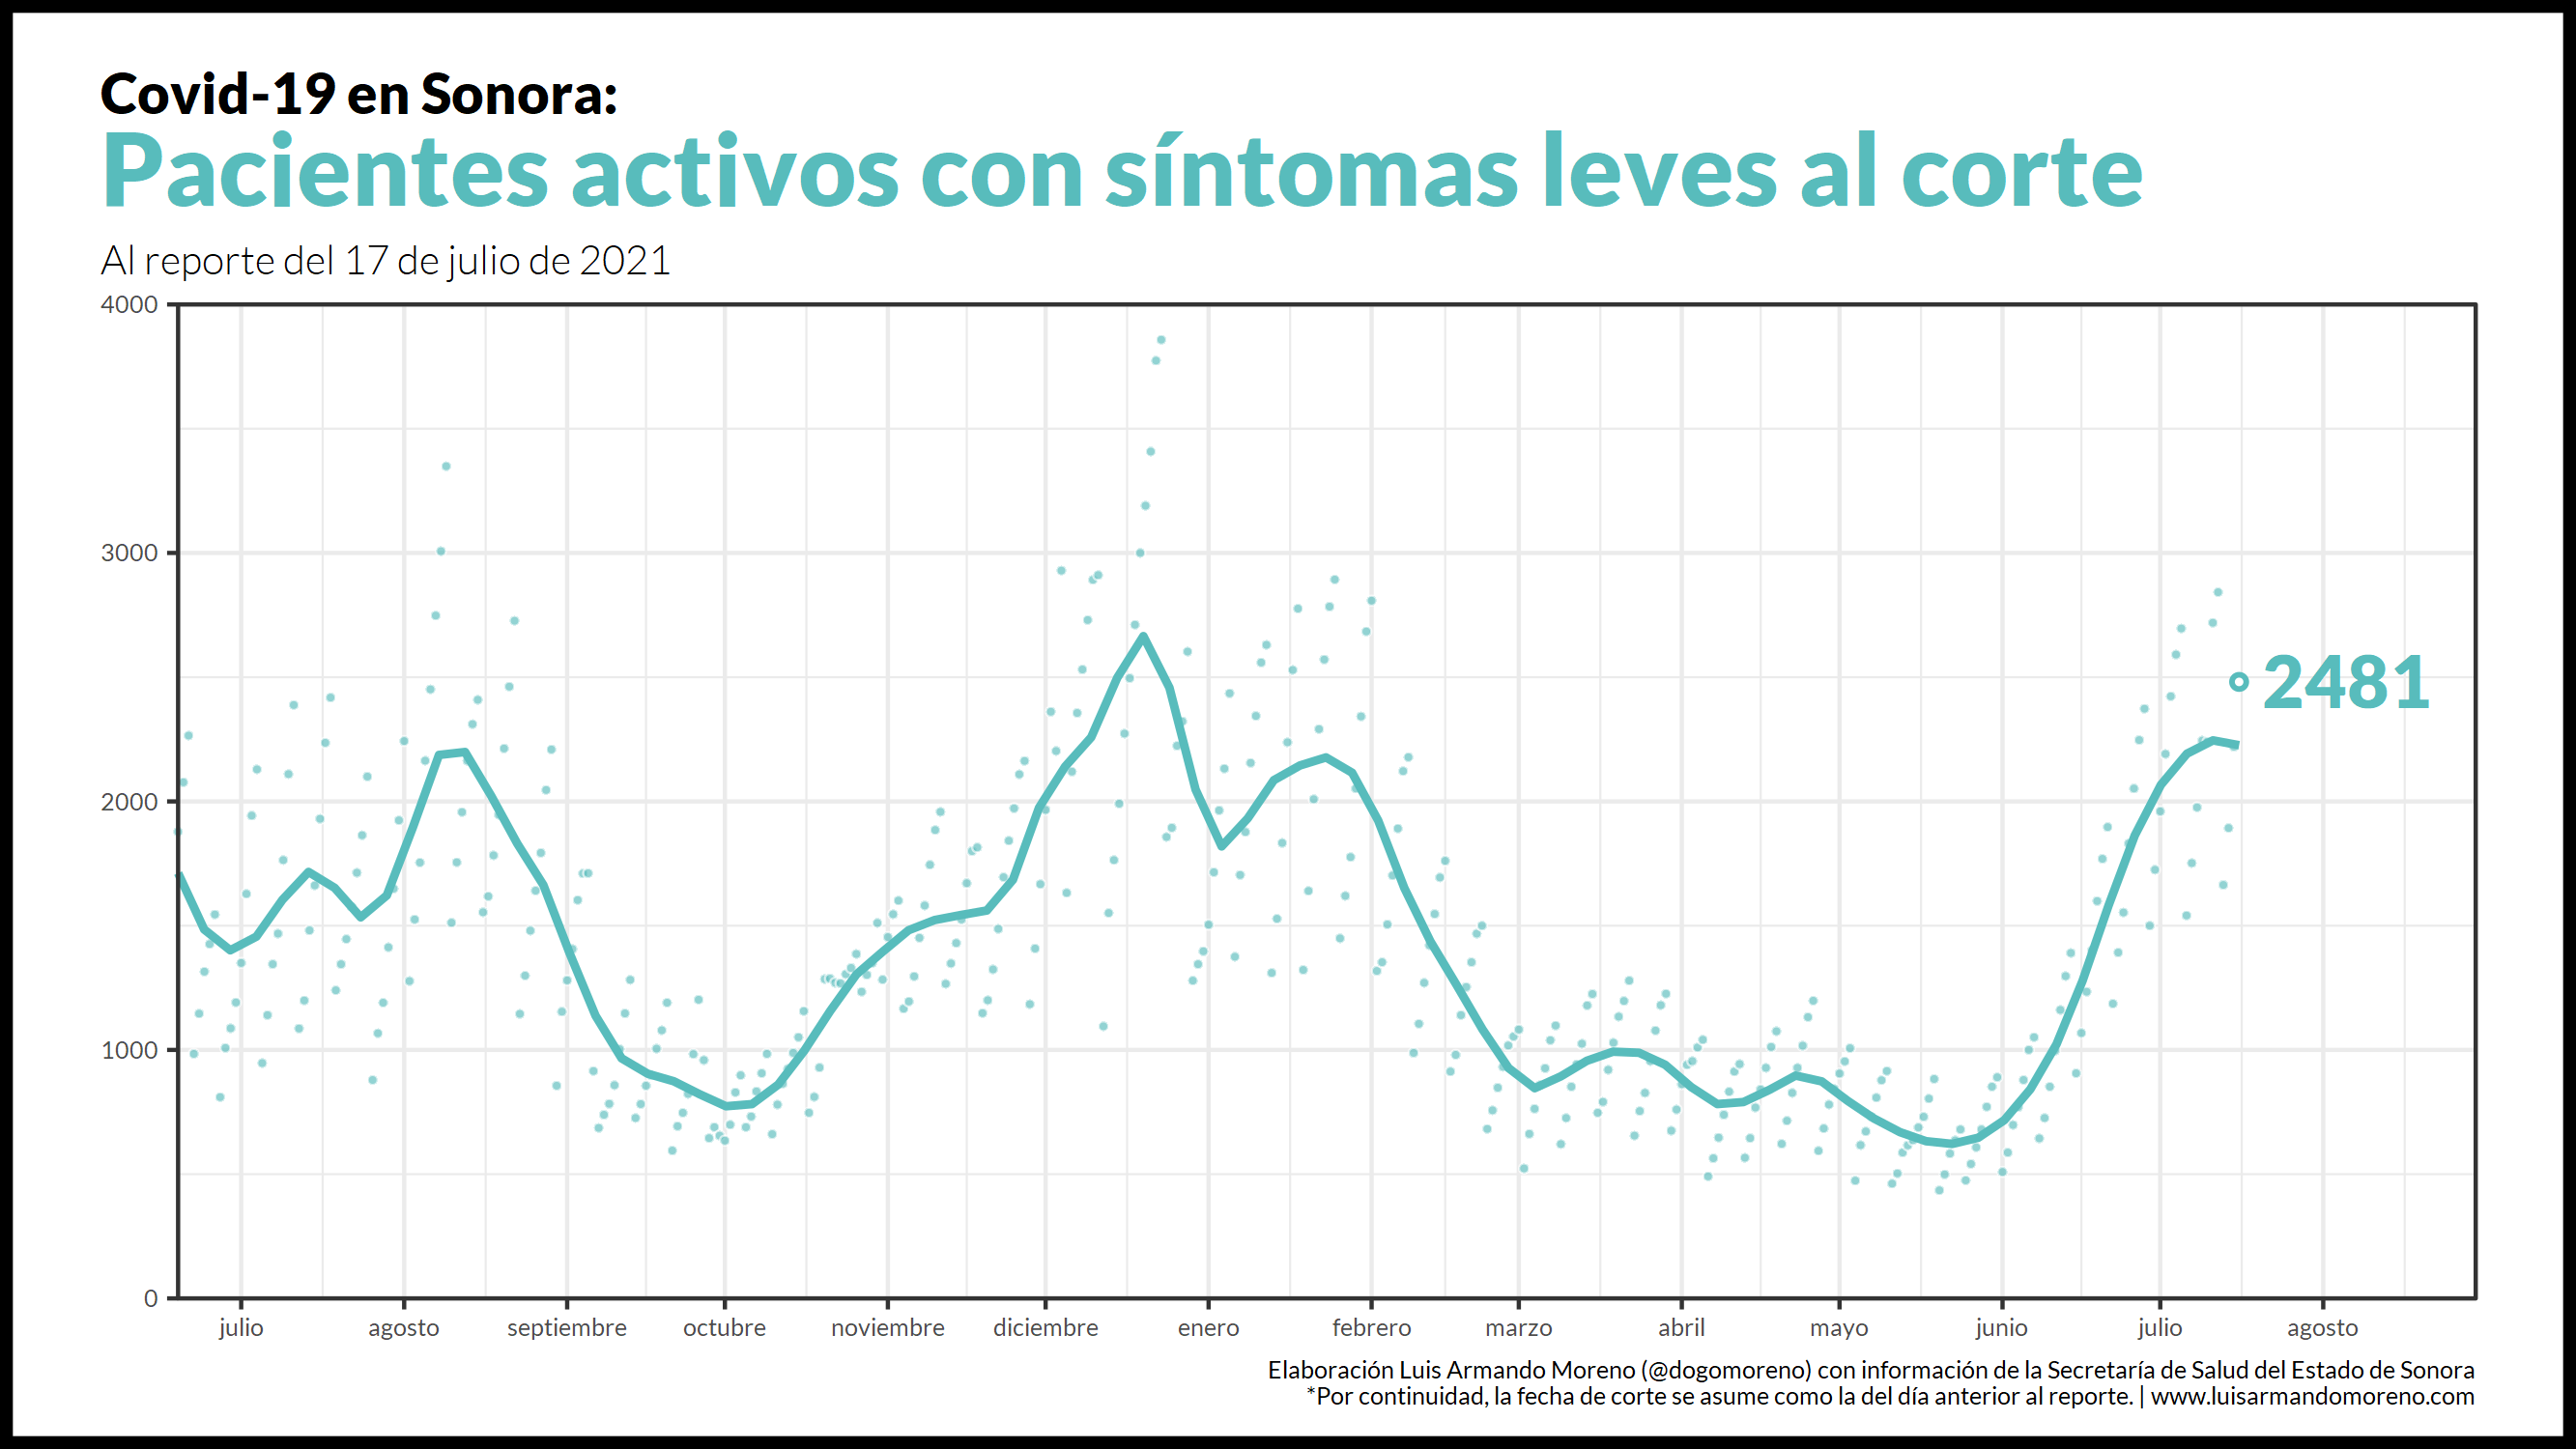 Covid-19 en Sonora:
Pacientes activos con síntomas leves al corte
Al reporte del 17 de julio de 2021
4000
3000
2000
1000
0
2481
julio agosto septiembre octubre noviembre diciembre enero febrero marzo abril mayo junio julio agosto
Elaboración Luis Armando Moreno (@dogomoreno) con información de la Secretaría de Salud del Estado de Sonora
*Por continuidad, la fecha de corte se asume como la del día anterior al reporte. | www.luisarmandomoreno.com